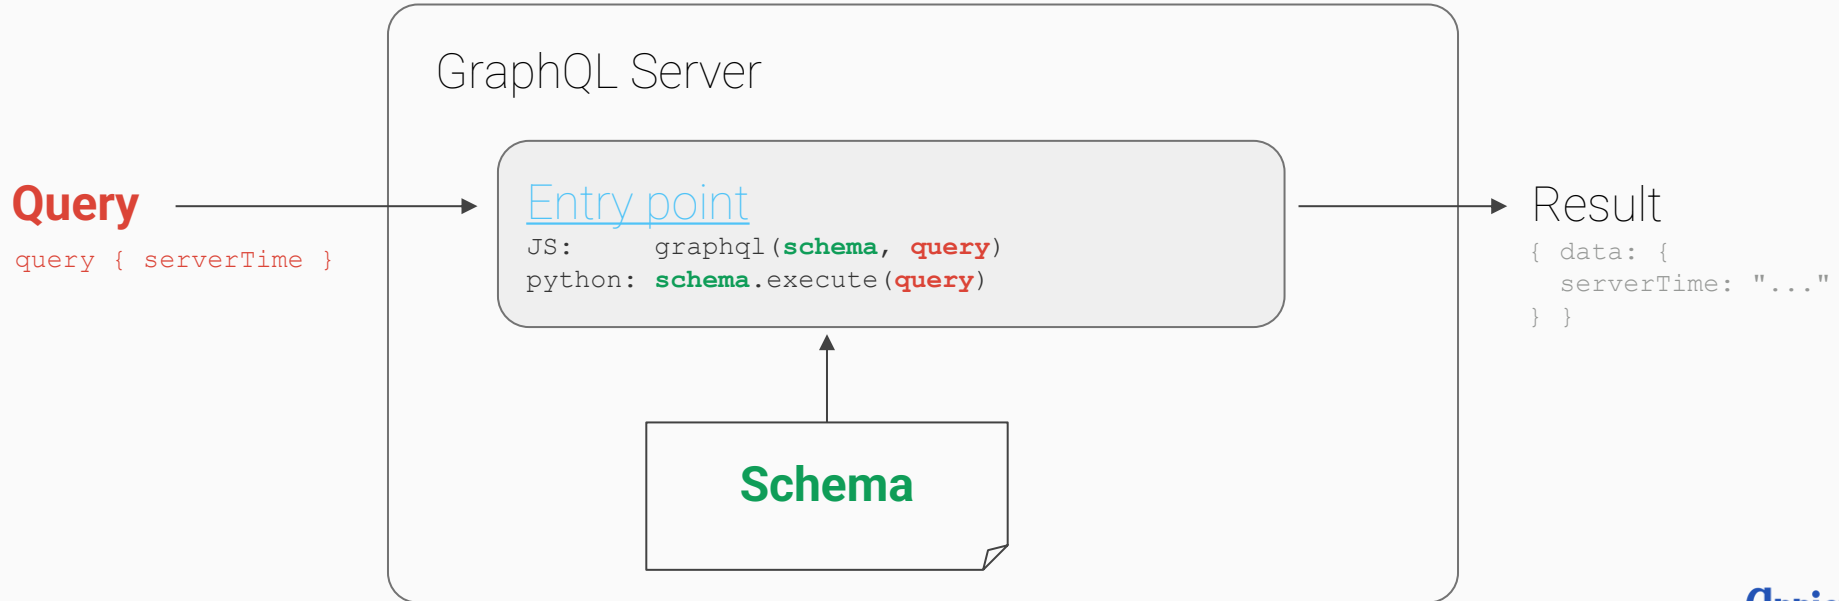 GraphQL Server
Query
query { serverTime }
Entry point
JS: graphql(schema, query)
python: schema.execute(query)
Result
{ data: {
serverTime: "..."
} }
Schema